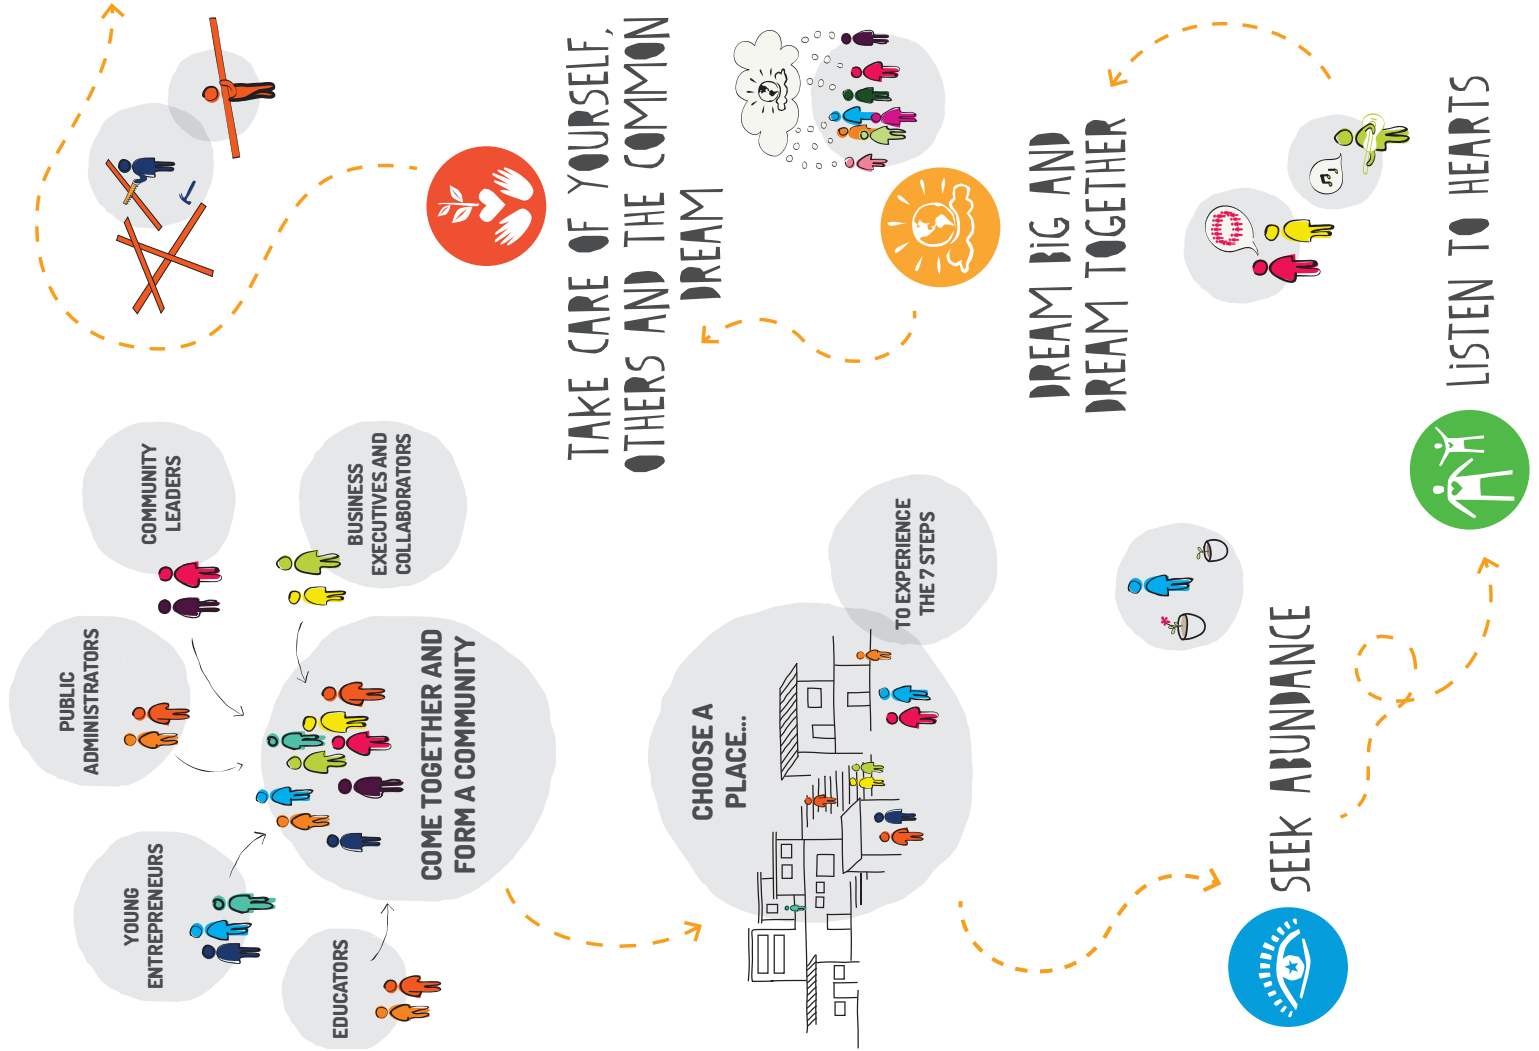 YOUNG
ENTREPRENEURS
PUBLIC
ADMINISTRATORS
COMMUNITY
LEADERS
EDUCATORS
BUSINESS
EXECUTIVES AND
COLLABORATORS
COME TOGETHER AND
FORM A COMMUNITY
CHOOSE A
PLACE...
TO EXPERIENCE
THE 7 STEPS
SEEK ABUNDANCE
LiSTEN TO HEARTS
DREAM BiG AND
DREAM TOGETHER
TAKE CARE OF YOURSELF,
OTHERS AND THE COMMON
DREAM